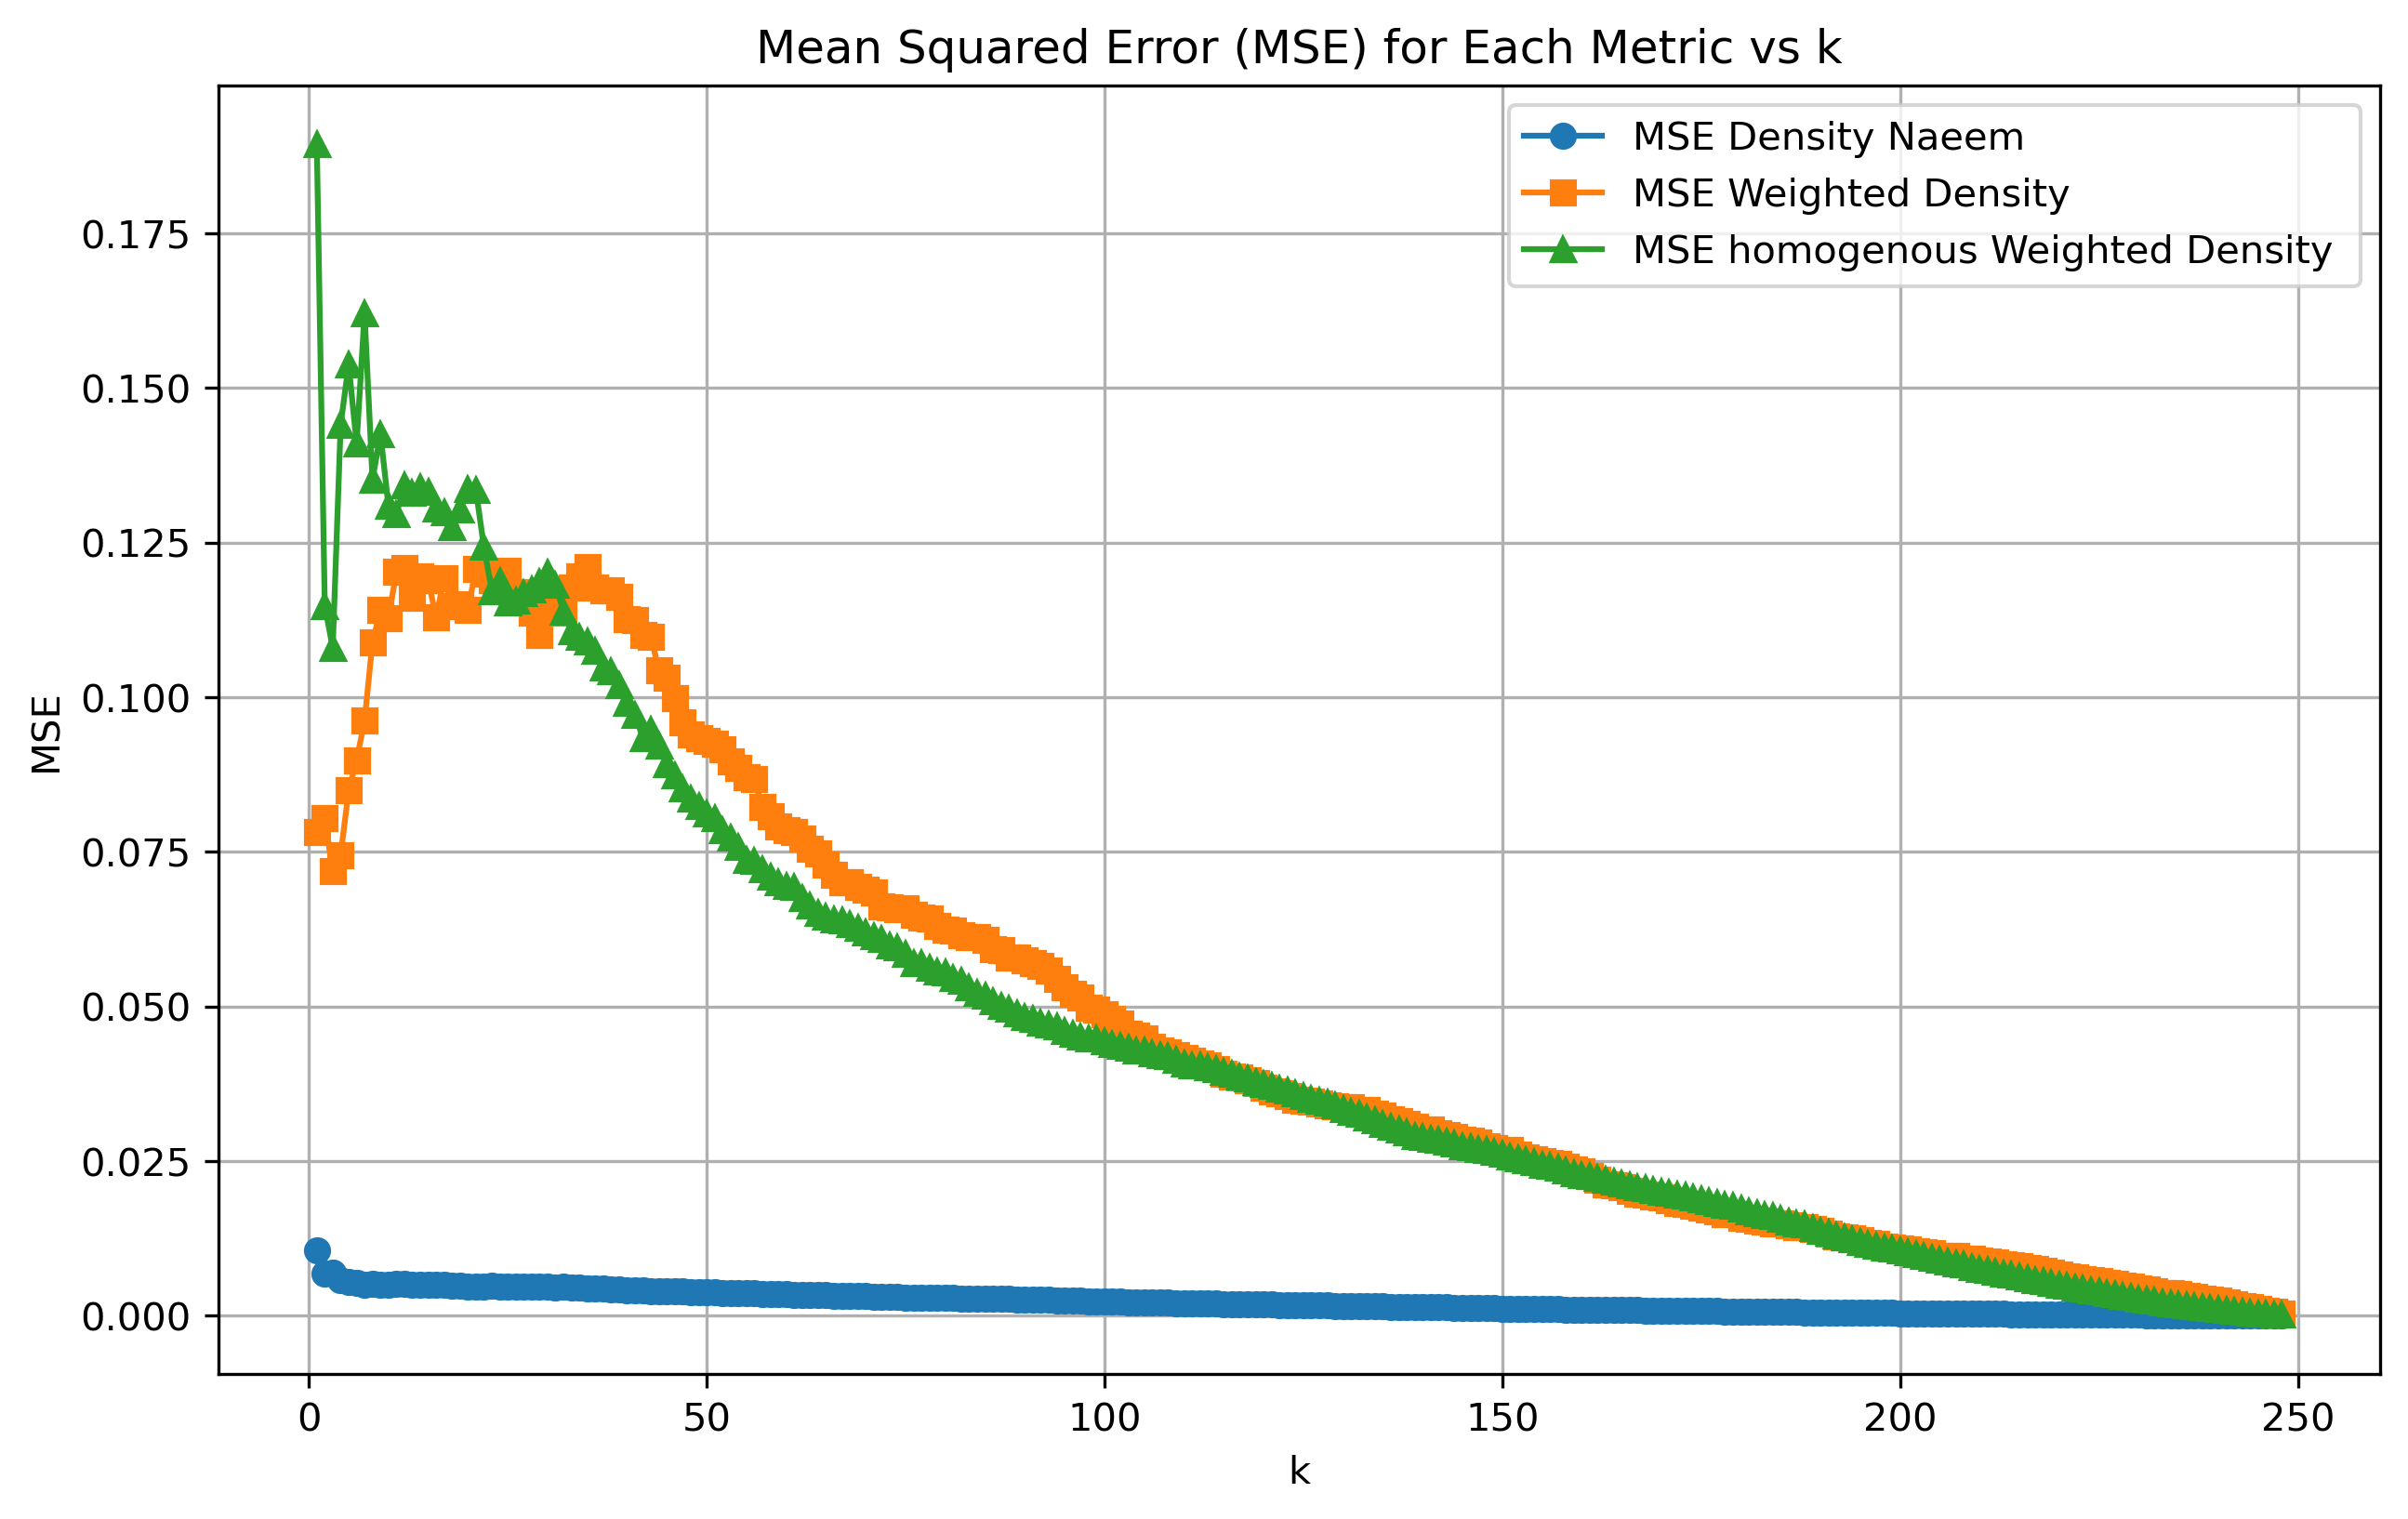 Mean Squared Error (MSE) for Each Metric vs k
MSE Density Naeem
MSE Weighted Density
MSE homogenous Weighted Density
MSE
0.175
0.150
0.125
0.100
0.075
0.050
0.025
0.000
0 50 100 150 200 250
k